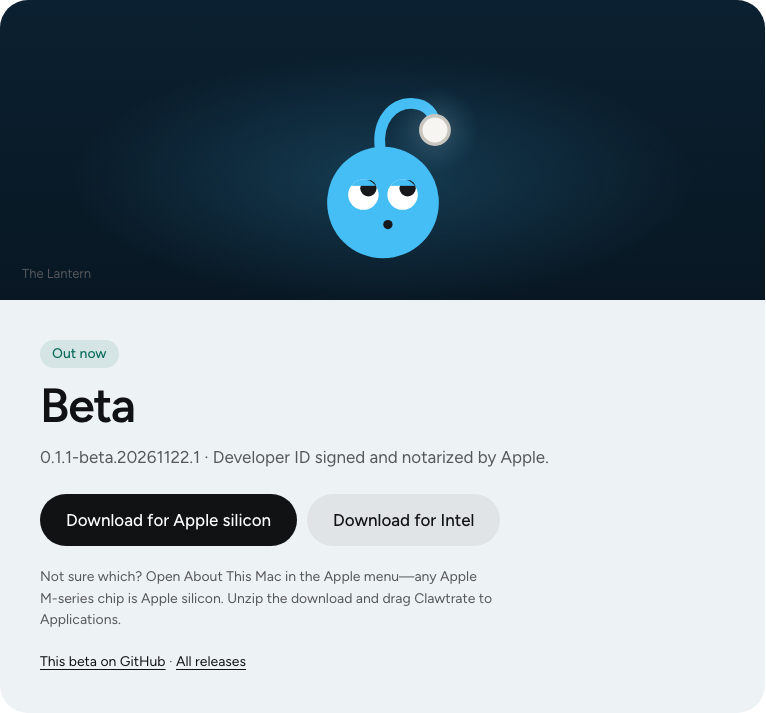 The Lantern
Out now
Beta
0.1.1-beta.20261122.1 · Developer ID signed and notarized by Apple.
Download for Apple silicon
Download for Intel
Not sure which? Open About This Mac in the Apple menu—any Apple
M-series chip is Apple silicon. Unzip the download and drag Clawtrate to
Applications.
This beta on GitHub · All releases